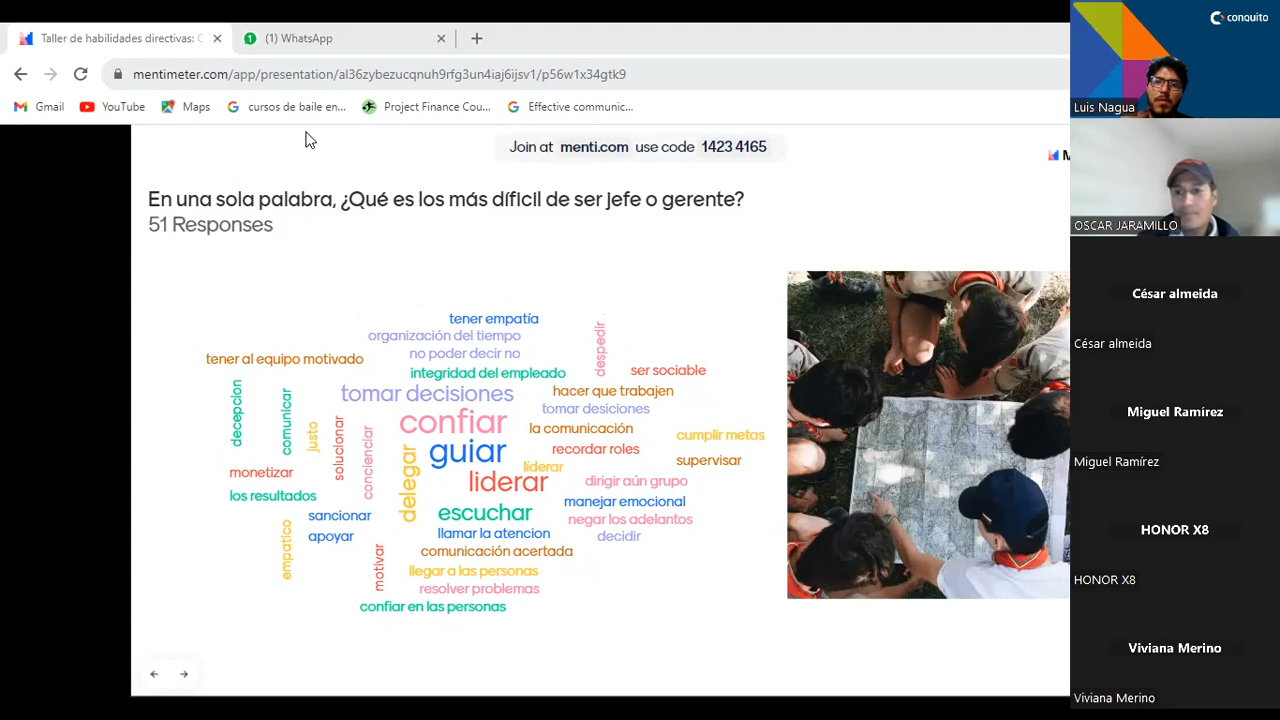 Taller de habilidades directivas: C
(1) WhatsApp
mentimeter.com/app/presentation/al36zybezucqnuh9rfg3un4iaj6ijsv1/p56w1x34gtk9
Gmail
YouTube
Maps
cursos de baile en...
Project Finance Cou...
Effective communic...
Join at menti.com use code 1423 4165
M
En una sola palabra, ¿Qué es los más díficil de ser jefe o gerente?
51 Responses
tener empatía
organización del tiempo
no poder decir no
despedir
tener al equipo motivado
integridad del empleado
ser sociable
tomar decisiones
hacer que trabajen
decepcion
comunicar
tomar desiciones
confiar
la comunicación
justo
solucionar
concienciar
cumplir metas
guiar
recordar roles
supervisar
monetizar
liderar
delegar
liderar
dirigir aún grupo
los resultados
manejar emocional
sancionar
escuchar
negar los adelantos
apoyar
llamar la atencion
decidir
empatico
motivar
comunicación acertada
llegar a las personas
resolver problemas
confiar en las personas
conquito
Luis Nagua
OSCAR JARAMILLO
César almeida
César almeida
Miguel Ramírez
Miguel Ramírez
HONOR X8
HONOR X8
Viviana Merino
Viviana Merino